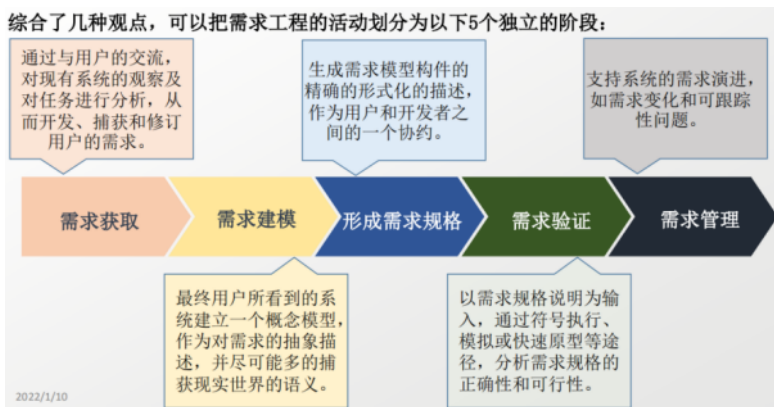 综合了几种观点，可以把需求工程的活动划分为以下5个独立的阶段：
通过与用户的交流，
对现有系统的观察及
对任务进行分析，从
而开发、捕获和修订
用户的需求。
生成需求模型构件的
精确的形式化的描述，
作为用户和开发者之
间的一个协约。
支持系统的需求演进，
如需求变化和可跟踪
性问题。
需求获取
需求建模
形成需求规格
需求验证
需求管理
最终用户所看到的系
统建立一个概念模型，
作为对需求的抽象描
述，并尽可能多的捕
获现实世界的语义。
以需求规格说明为输
入，通过符号执行、
模拟或快速原型等途
径，分析需求规格的
正确性和可行性。
2022/1/10